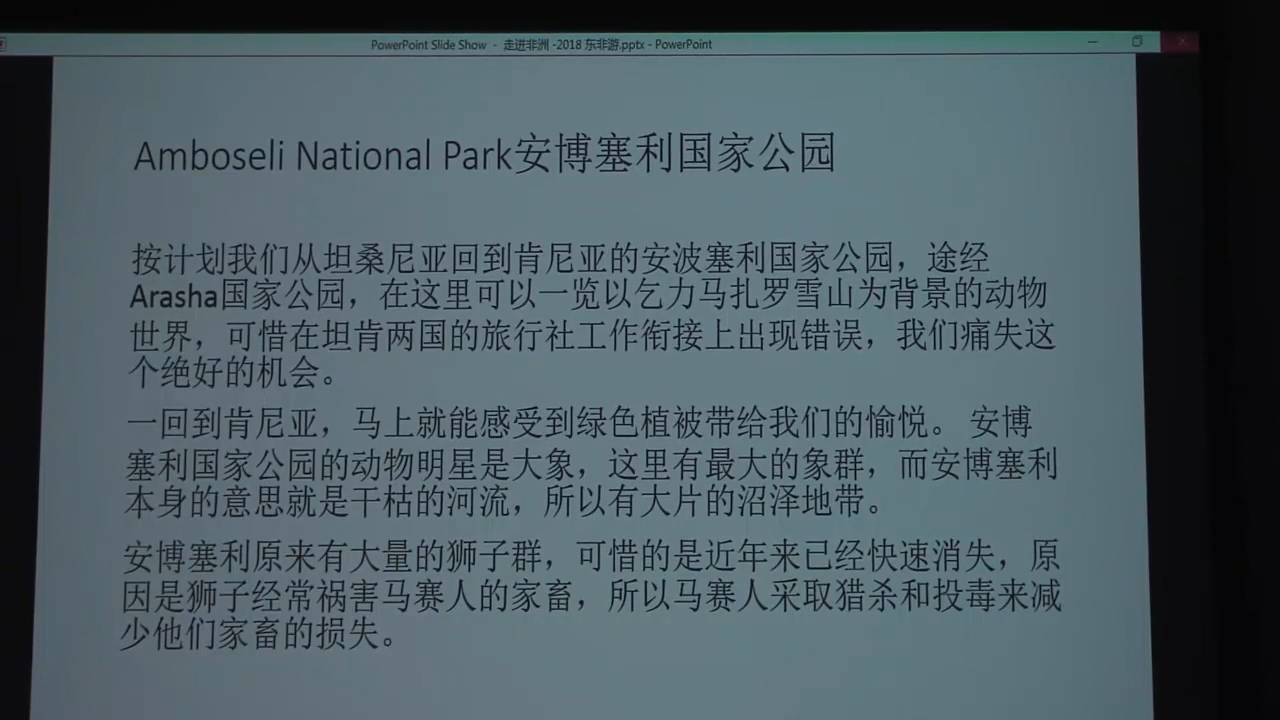 PowerPoint Slide Show - 走进非洲 -2018 东非游.pptx - PowerPoint
Amboseli National Park安博塞利国家公园
按计划我们从坦桑尼亚回到肯尼亚的安波塞利国家公园，途经
Arasha国家公园，在这里可以一览以乞力马扎罗雪山为背景的动物
世界，可惜在坦肯两国的旅行社工作衔接上出现错误，我们痛失这
个绝好的机会。
一回到肯尼亚，马上就能感受到绿色植被带给我们的愉悦。 安博
塞利国家公园的动物明星是大象，这里有最大的象群，而安博塞利
本身的意思就是干枯的河流，所以有大片的沼泽地带。
安博塞利原来有大量的狮子群，可惜的是近年来已经快速消失，原
因是狮子经常祸害马赛人的家畜，所以马赛人采取猎杀和投毒来减
少他们家畜的损失。